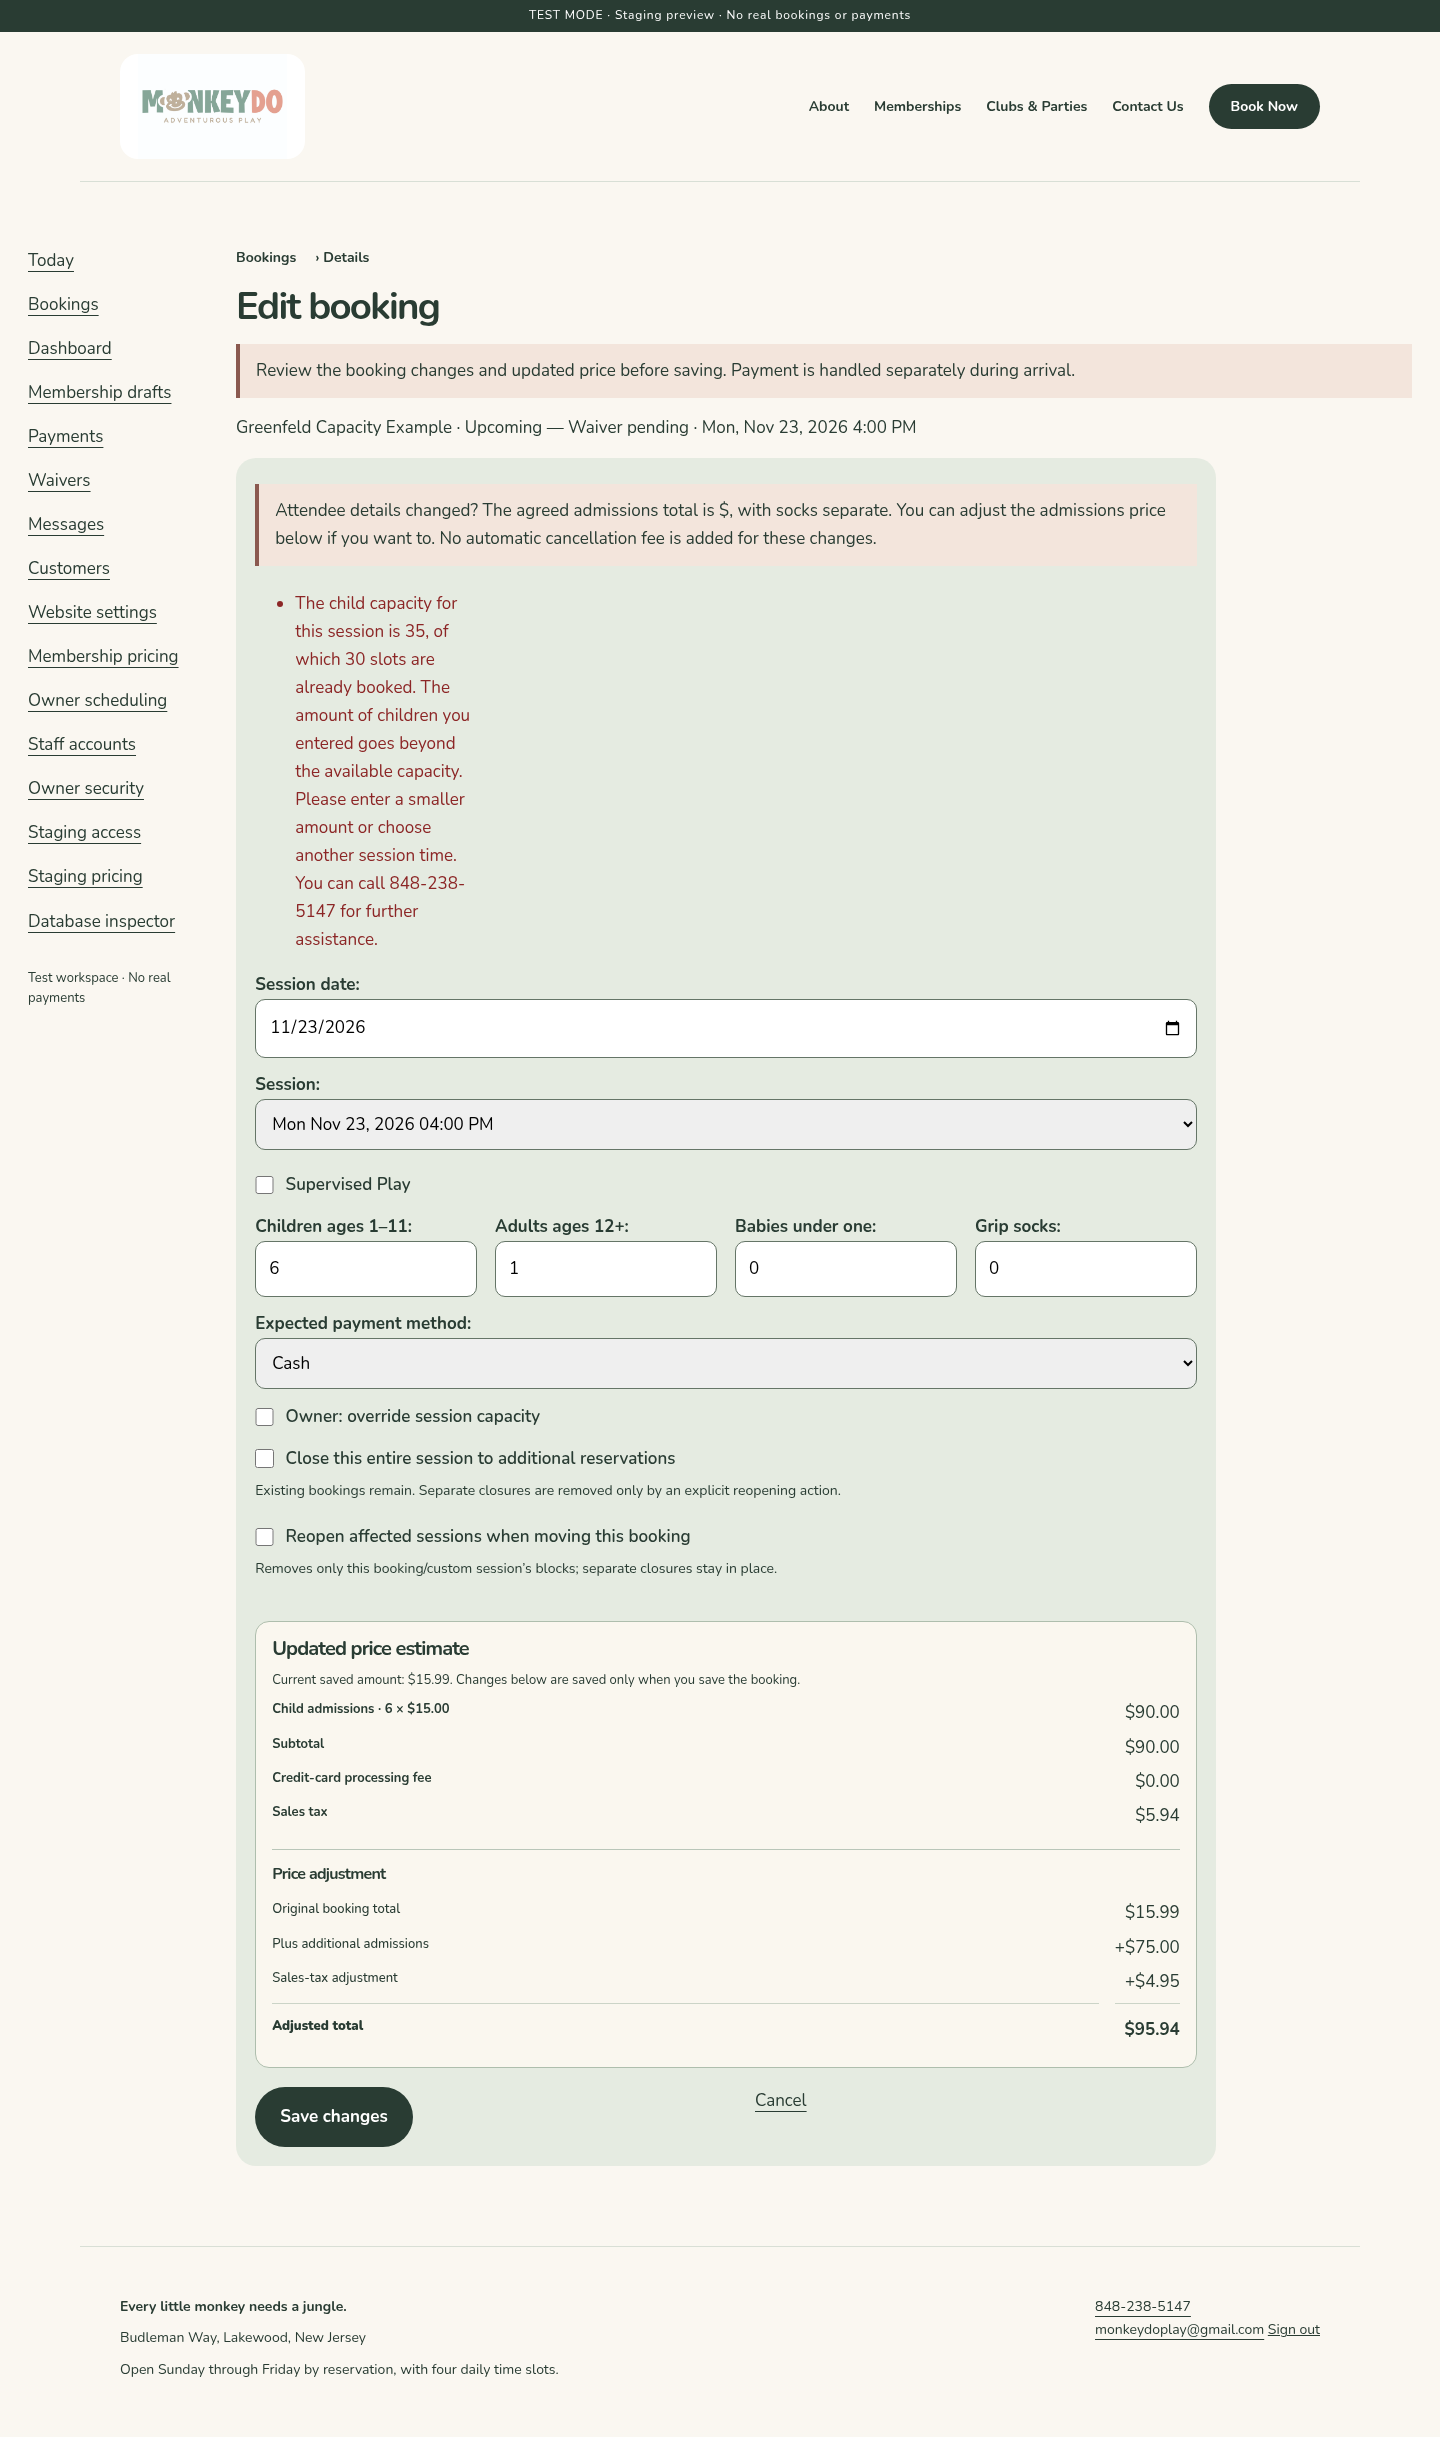 TEST MODE · Staging preview · No real bookings or payments
MONKEYDO
ADVENTUROUS PLAY
About Memberships Clubs & Parties Contact Us Book Now
Today
Bookings
Dashboard
Membership drafts
Payments
Waivers
Messages
Customers
Website settings
Membership pricing
Owner scheduling
Staff accounts
Owner security
Staging access
Staging pricing
Database inspector
Test workspace · No real
payments
Bookings › Details
Edit booking
Review the booking changes and updated price before saving. Payment is handled separately during arrival.
Greenfeld Capacity Example · Upcoming — Waiver pending · Mon, Nov 23, 2026 4:00 PM
Attendee details changed? The agreed admissions total is $, with socks separate. You can adjust the admissions price
below if you want to. No automatic cancellation fee is added for these changes.
• The child capacity for
this session is 35, of
which 30 slots are
already booked. The
amount of children you
entered goes beyond
the available capacity.
Please enter a smaller
amount or choose
another session time.
You can call 848-238-
5147 for further
assistance.
Session date:
11/23/2026
Session:
Mon Nov 23, 2026 04:00 PM
Supervised Play
Children ages 1–11: Adults ages 12+: Babies under one: Grip socks:
6 1 0 0
Expected payment method:
Cash
Owner: override session capacity
Close this entire session to additional reservations
Existing bookings remain. Separate closures are removed only by an explicit reopening action.
Reopen affected sessions when moving this booking
Removes only this booking/custom session’s blocks; separate closures stay in place.
Updated price estimate
Current saved amount: $15.99. Changes below are saved only when you save the booking.
Child admissions · 6 × $15.00 $90.00
Subtotal $90.00
Credit-card processing fee $0.00
Sales tax $5.94
Price adjustment
Original booking total $15.99
Plus additional admissions +$75.00
Sales-tax adjustment +$4.95
Adjusted total $95.94
Save changes Cancel
Every little monkey needs a jungle.
Budleman Way, Lakewood, New Jersey
Open Sunday through Friday by reservation, with four daily time slots.
848-238-5147
monkeydoplay@gmail.com Sign out